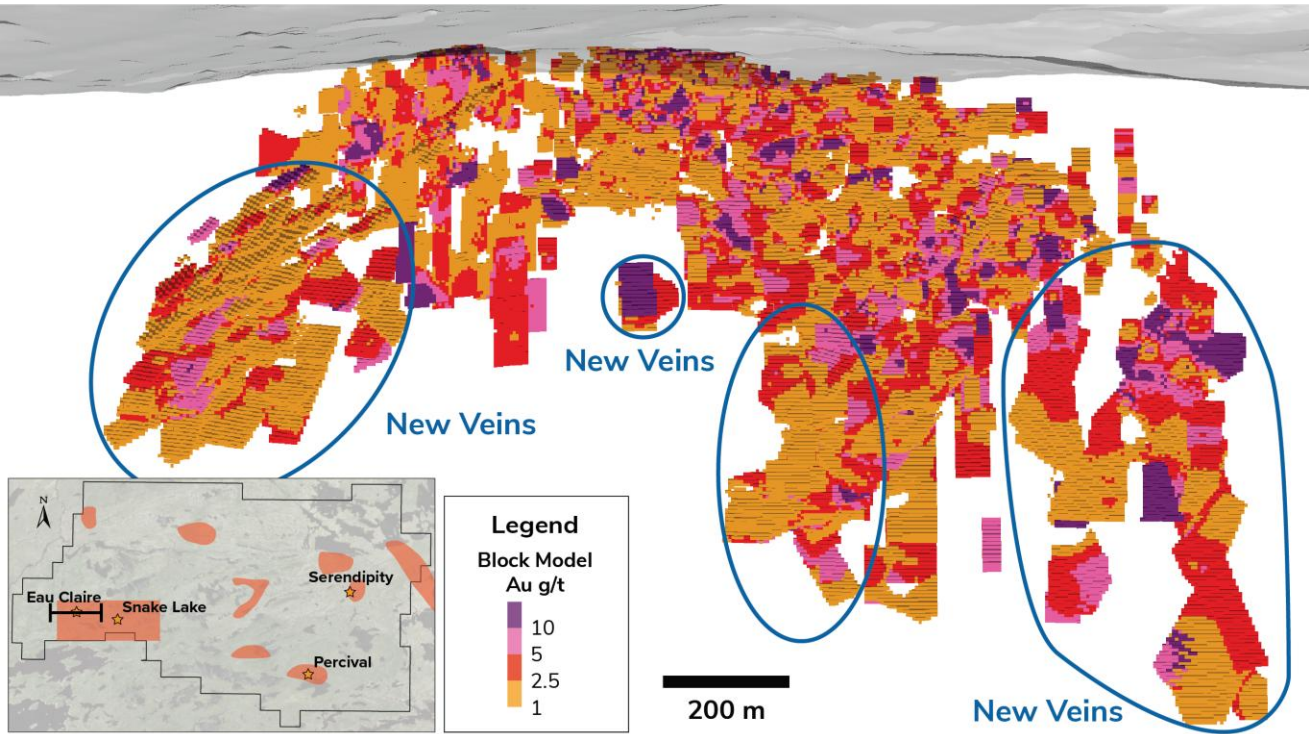 New Veins
New Veins
New Veins
N
Eau Claire
Snake Lake
Serendipity
Percival
Legend
Block Model
Au g/t
10
5
2.5
1
200 m